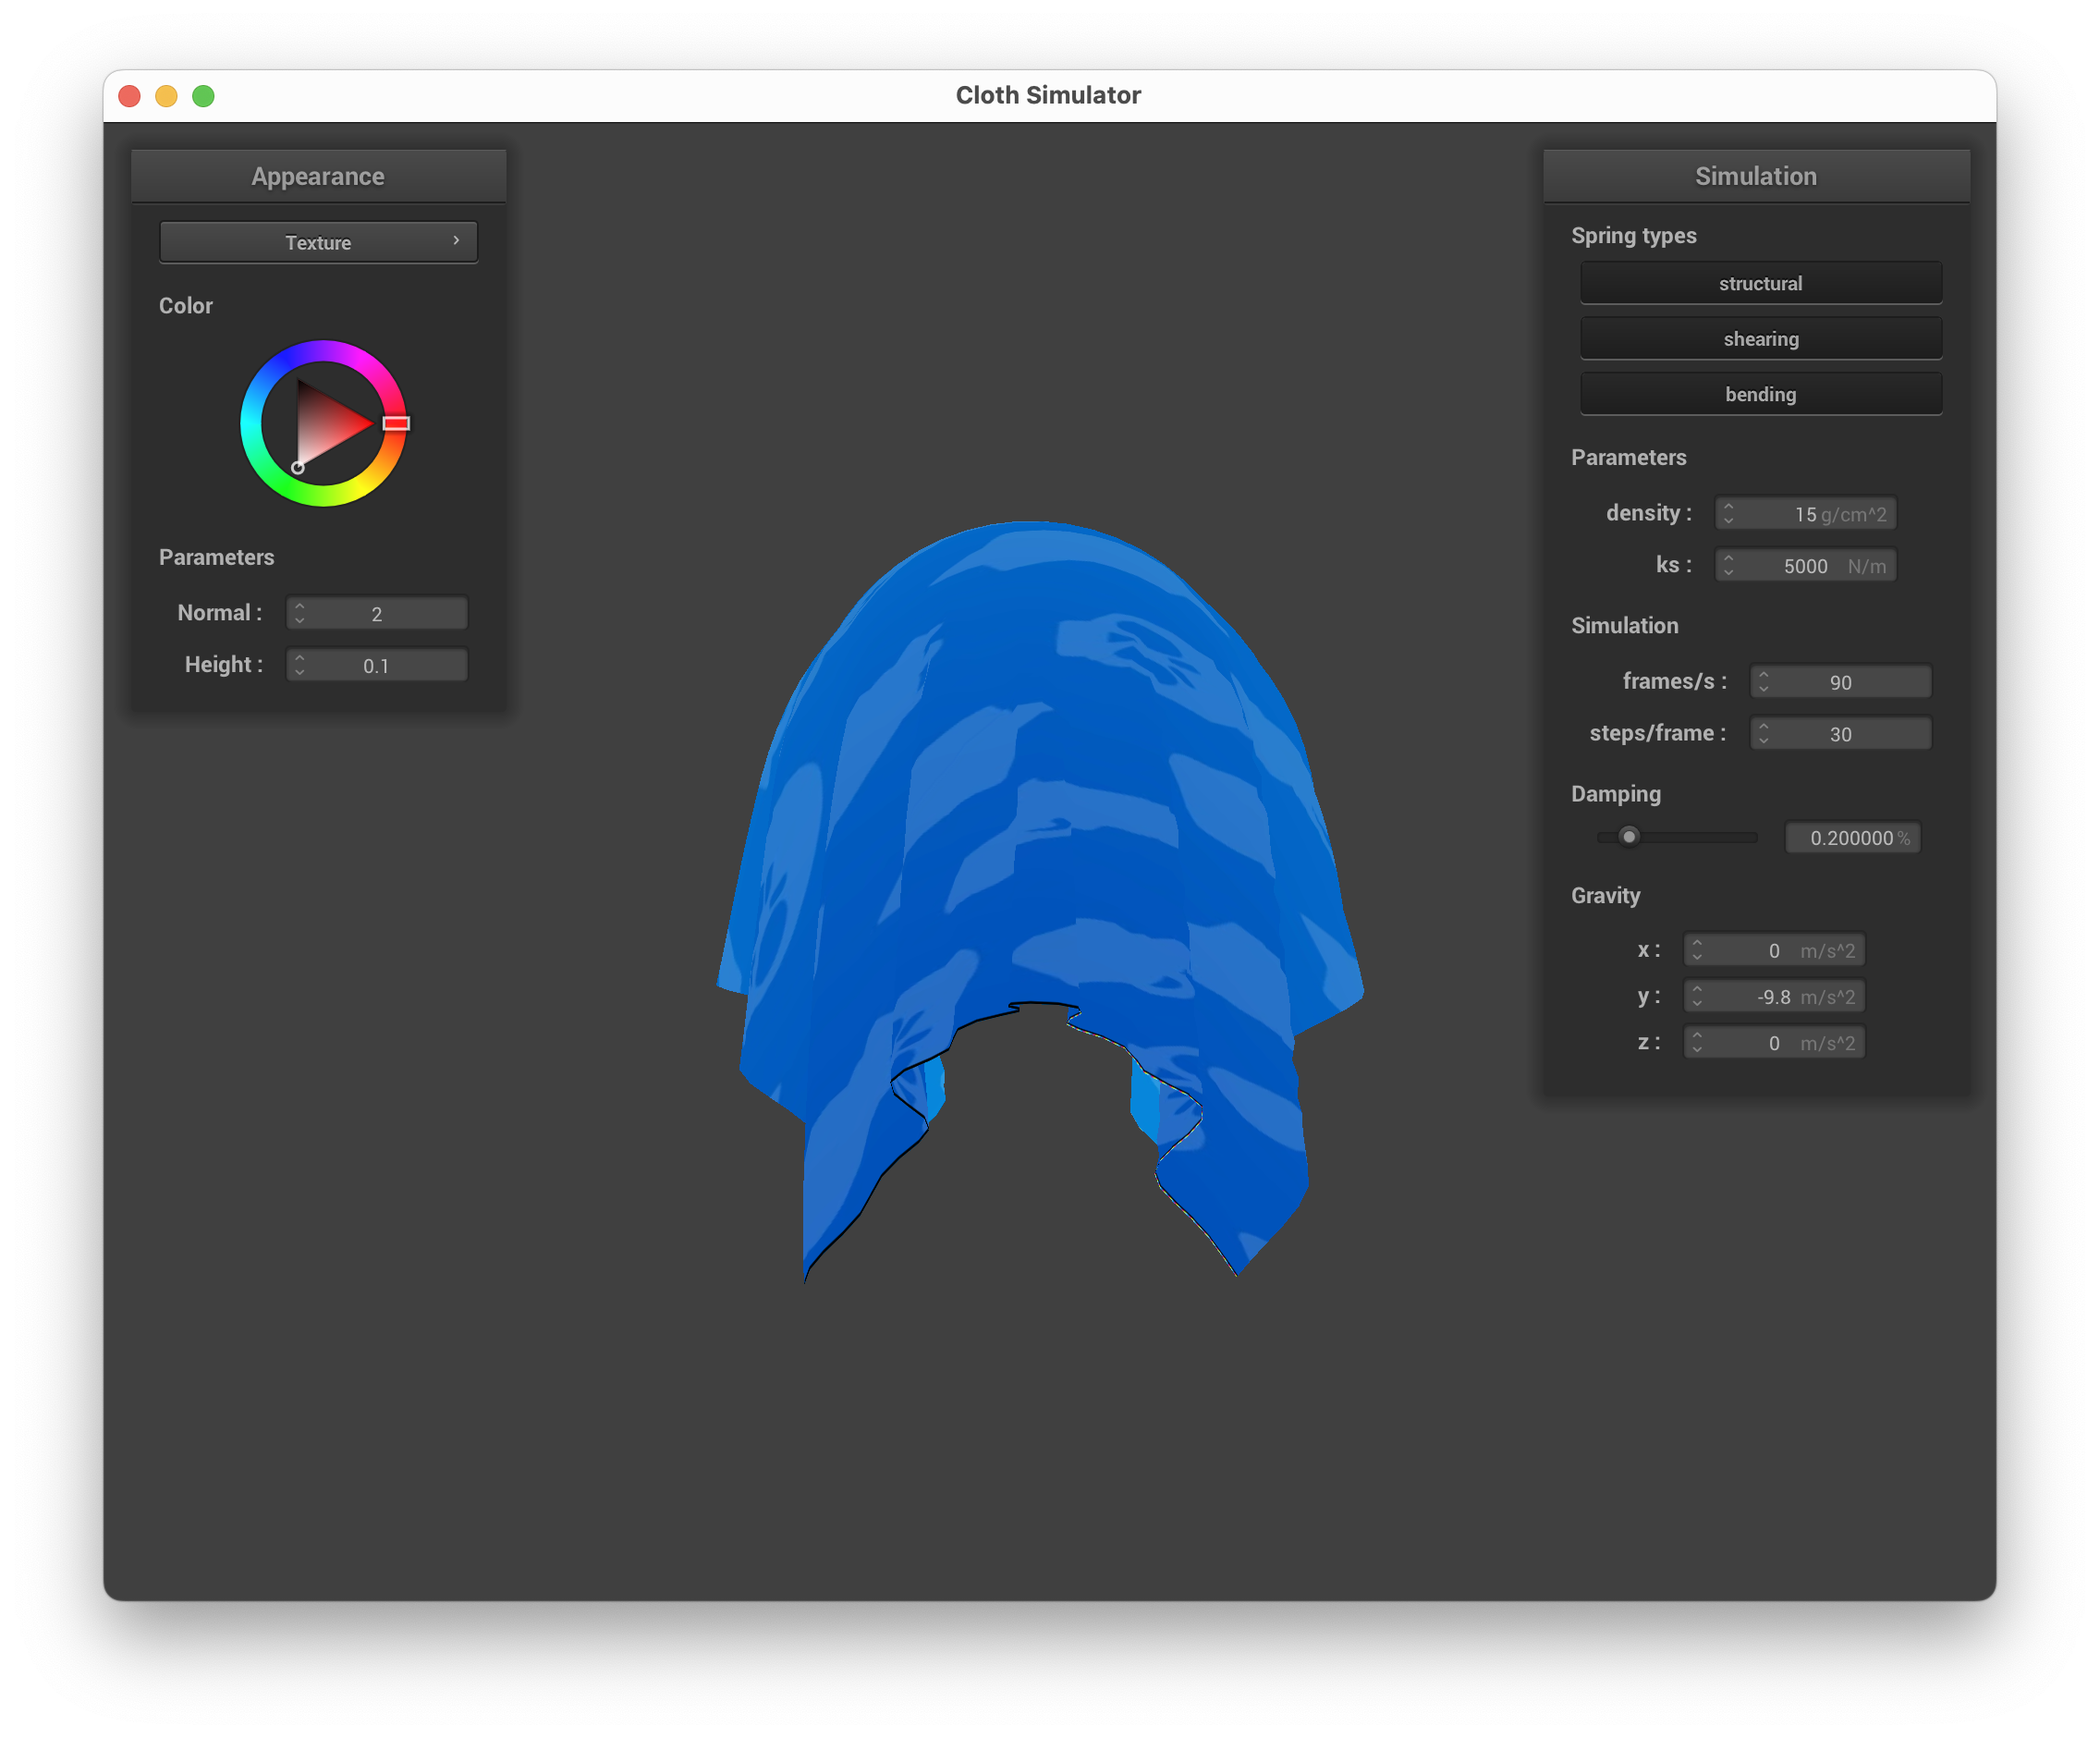 Cloth Simulator
Appearance
Texture
Color
Parameters
Normal : 2
Height : 0.1
Simulation
Spring types
structural
shearing
bending
Parameters
density : 15 g/cm^2
ks : 5000 N/m
Simulation
frames/s : 90
steps/frame : 30
Damping
0.200000 %
Gravity
x : 0 m/s^2
y : -9.8 m/s^2
z : 0 m/s^2